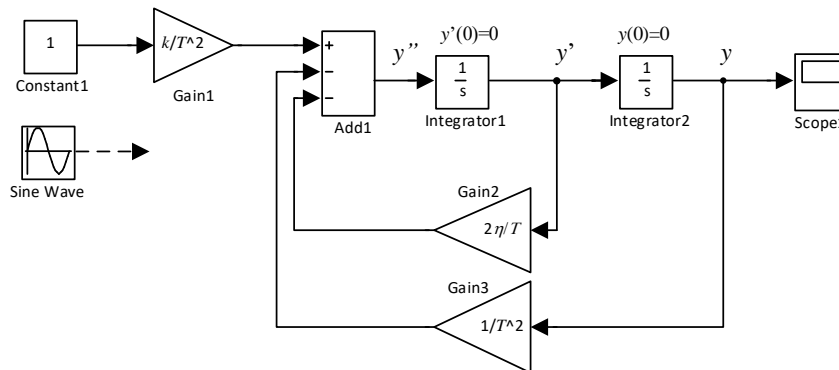 1
Constant1
k/T^2
Gain1
+
−
−
Add1
y''
y'(0)=0
1
s
Integrator1
y'
y(0)=0
1
s
Integrator2
y
Scope1
Sine Wave
Gain2
2η/T
Gain3
1/T^2